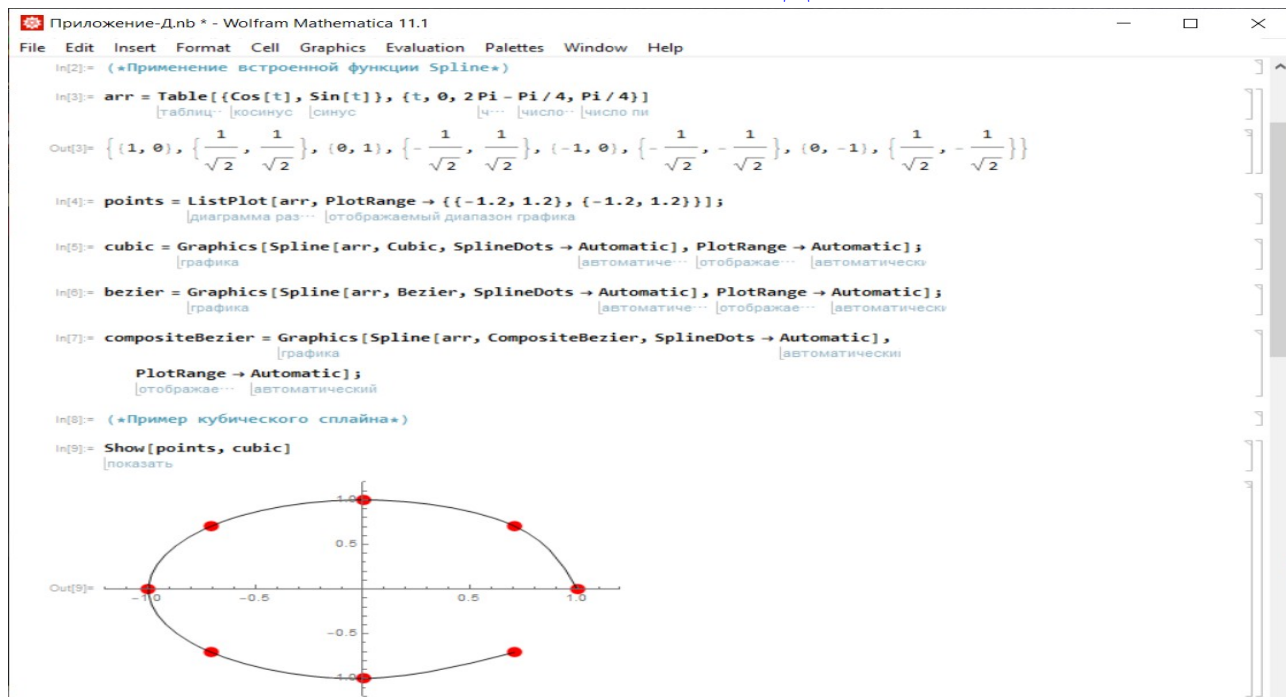 Приложение-Д.nb * - Wolfram Mathematica 11.1
File Edit Insert Format Cell Graphics Evaluation Palettes Window Help
In[2]:= (*Применение встроенной функции Spline*)
In[3]:= arr = Table[{Cos[t], Sin[t]}, {t, 0, 2 Pi - Pi / 4, Pi / 4}]
таблиц··· косинус синус ч··· число··· число пи
Out[3]= {{1, 0}, {1/√2, 1/√2}, {0, 1}, {-1/√2, 1/√2}, {-1, 0}, {-1/√2, -1/√2}, {0, -1}, {1/√2, -1/√2}}
In[4]:= points = ListPlot[arr, PlotRange → {{-1.2, 1.2}, {-1.2, 1.2}}];
диаграмма раз··· отображаемый диапазон графика
In[5]:= cubic = Graphics[Spline[arr, Cubic, SplineDots → Automatic], PlotRange → Automatic];
графика автоматиче··· отображае··· автоматически
In[6]:= bezier = Graphics[Spline[arr, Bezier, SplineDots → Automatic], PlotRange → Automatic];
графика автоматиче··· отображае··· автоматически
In[7]:= compositeBezier = Graphics[Spline[arr, CompositeBezier, SplineDots → Automatic],
графика автоматический
PlotRange → Automatic];
отображае··· автоматический
In[8]:= (*Пример кубического сплайна*)
In[9]:= Show[points, cubic]
показать
1.0
0.5
Out[9]= -1.0 -0.5 0.5 1.0
-0.5
-1.0